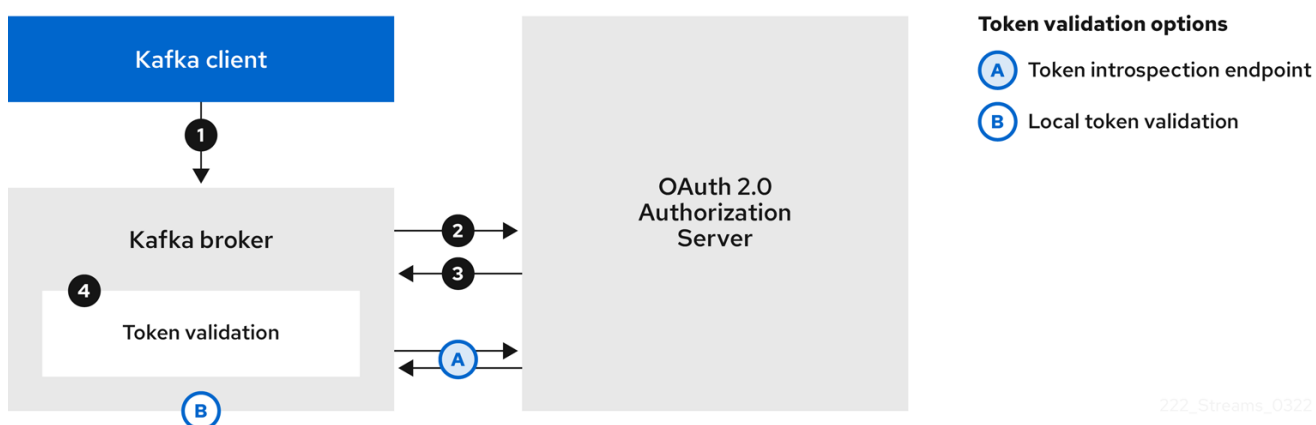 Kafka client
1
Kafka broker
2
3
4
Token validation
A
B
OAuth 2.0
Authorization
Server
Token validation options
A Token introspection endpoint
B Local token validation
222_Streams_0322